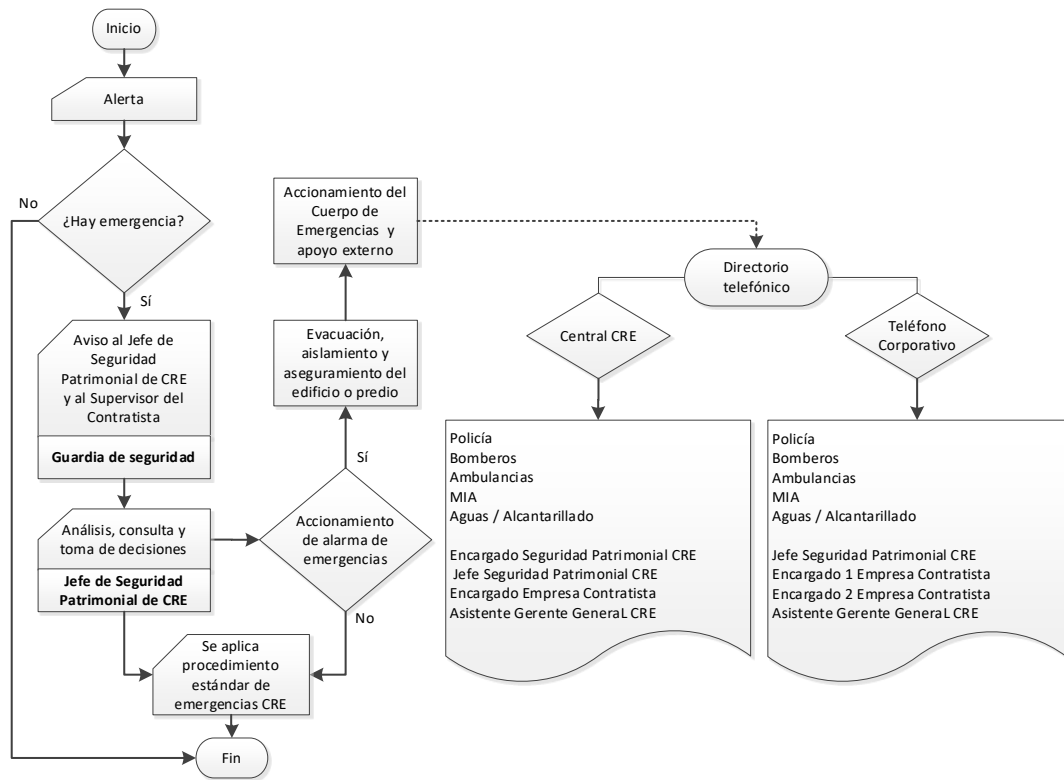 Inicio
Alerta
¿Hay emergencia?
No
Sí
Aviso al Jefe de
Seguridad
Patrimonial de CRE
y al Supervisor del
Contratista
Guardia de seguridad
Análisis, consulta y
toma de decisiones
Jefe de Seguridad
Patrimonial de CRE
Accionamiento
de alarma de
emergencias
Sí
No
Evacuación,
aislamiento y
aseguramiento del
edificio o predio
Accionamiento del
Cuerpo de
Emergencias y
apoyo externo
Se aplica
procedimiento
estándar de
emergencias CRE
Fin
Directorio
telefónico
Central CRE
Teléfono
Corporativo
Policía
Bomberos
Ambulancias
MIA
Aguas / Alcantarillado
Encargado Seguridad Patrimonial CRE
Jefe Seguridad Patrimonial CRE
Encargado Empresa Contratista
Asistente Gerente GeneraL CRE
Policía
Bomberos
Ambulancias
MIA
Aguas / Alcantarillado
Jefe Seguridad Patrimonial CRE
Encargado 1 Empresa Contratista
Encargado 2 Empresa Contratista
Asistente Gerente GeneraL CRE